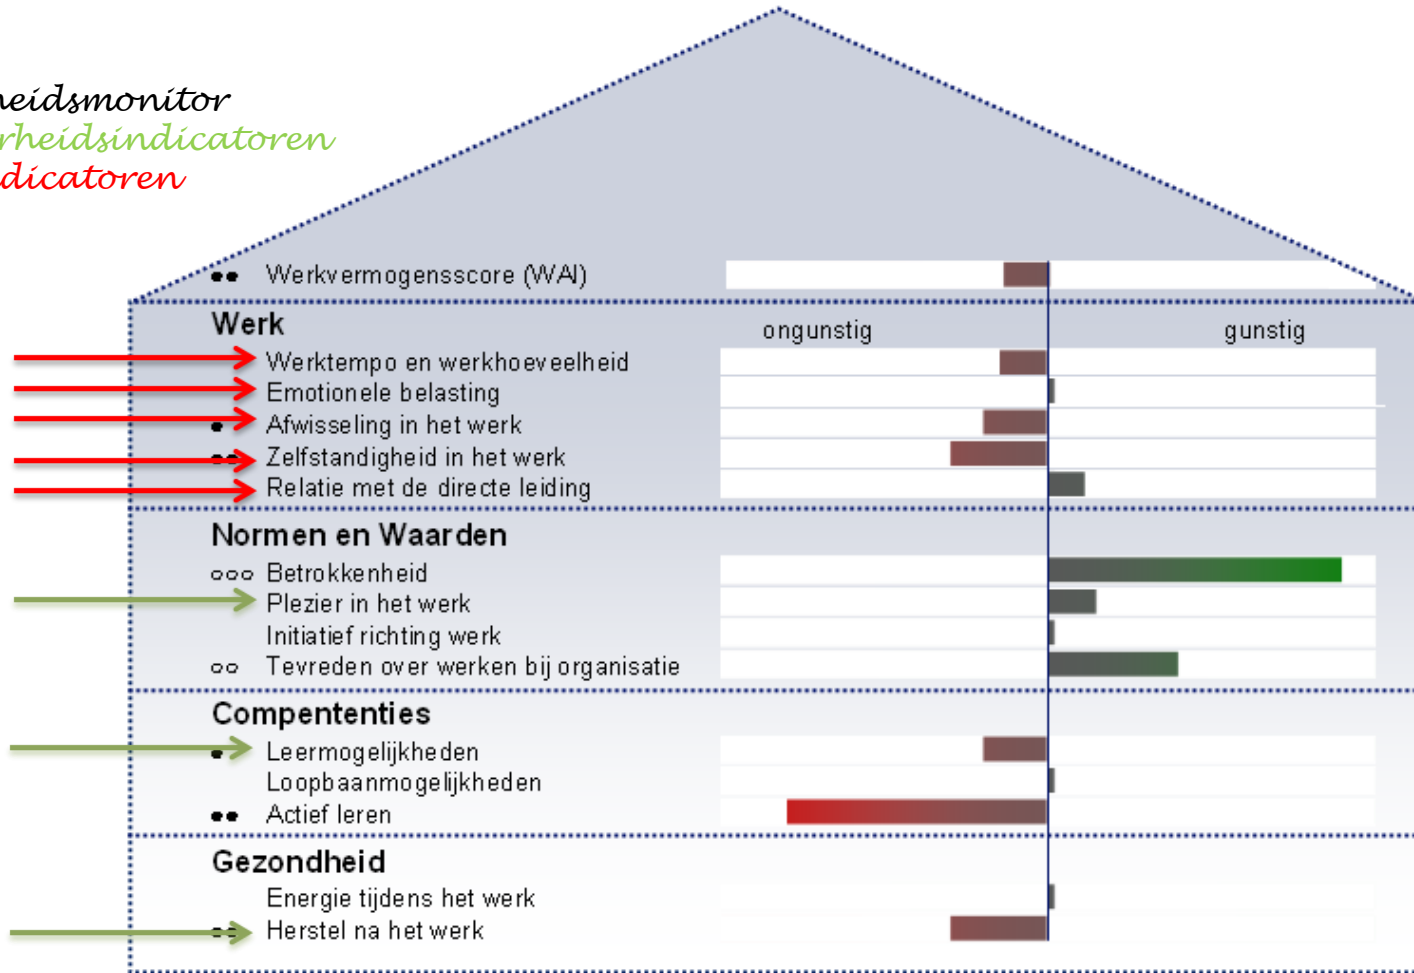 heidsmonitor
rheidsindicatoren
dicatoren
Werkvermogensscore (WAI)
Werk
ongunstig gunstig
Werktempo en werkhoeveelheid
Emotionele belasting
Afwisseling in het werk
Zelfstandigheid in het werk
Relatie met de directe leiding
Normen en Waarden
Betrokkenheid
Plezier in het werk
Initiatief richting werk
Tevreden over werken bij organisatie
Compententies
Leermogelijkheden
Loopbaanmogelijkheden
Actief leren
Gezondheid
Energie tijdens het werk
Herstel na het werk